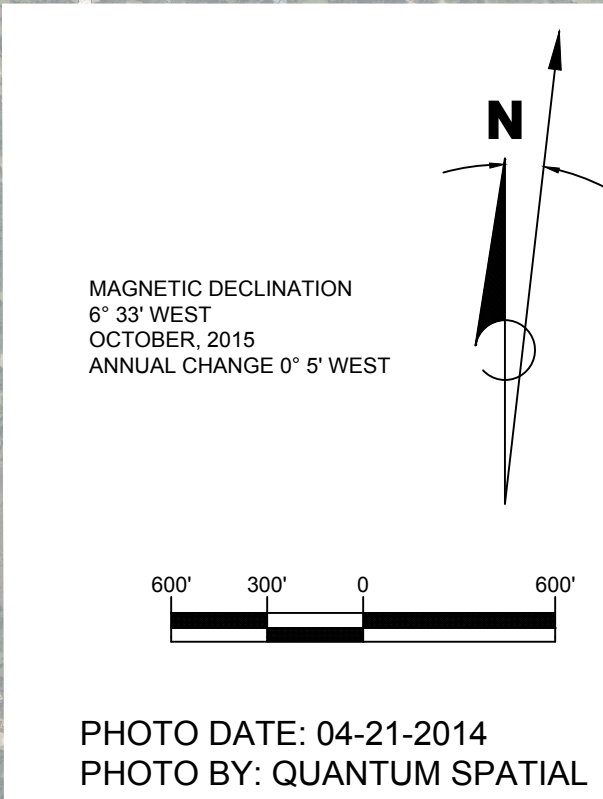 N
MAGNETIC DECLINATION
6° 33' WEST
OCTOBER, 2015
ANNUAL CHANGE 0° 5' WEST
600' 300' 0 600'
PHOTO DATE: 04-21-2014
PHOTO BY: QUANTUM SPATIAL